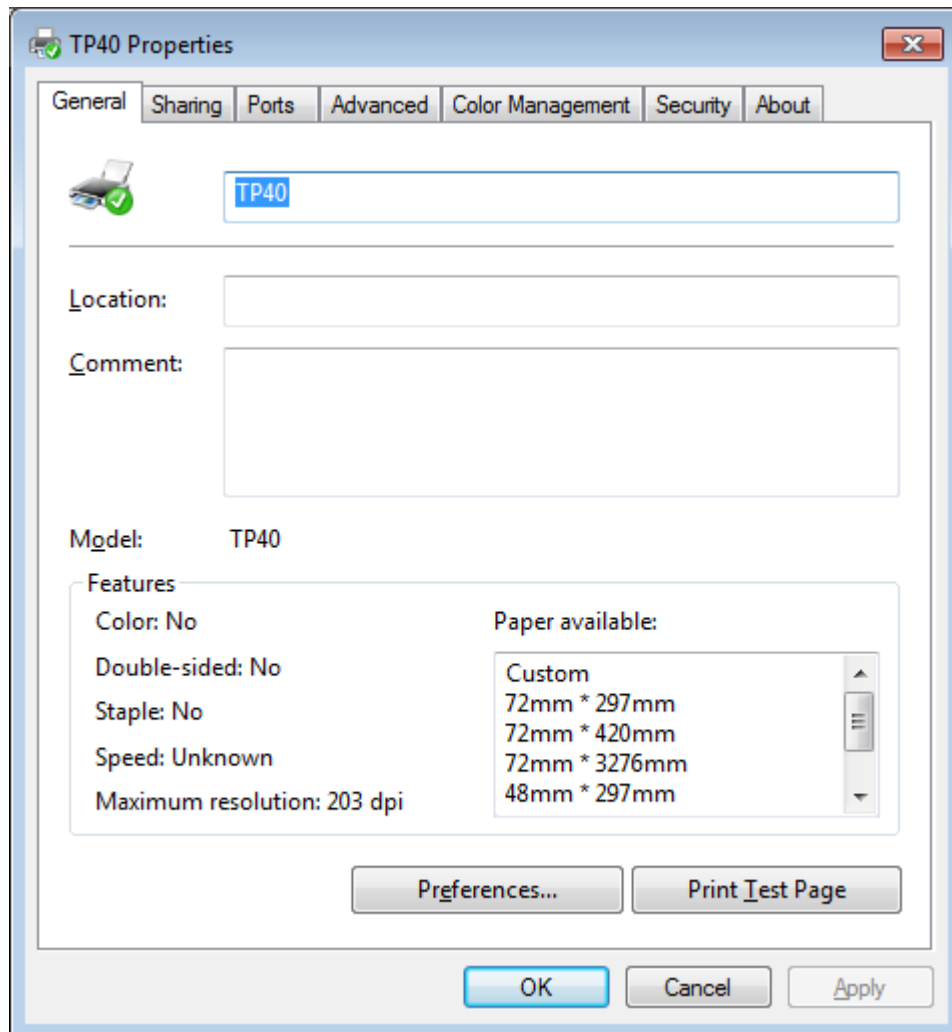 TP40 Properties
General Sharing Ports Advanced Color Management Security About
TP40
Location:
Comment:
Model: TP40
Features
Color: No
Double-sided: No
Staple: No
Speed: Unknown
Maximum resolution: 203 dpi
Paper available:
Custom
72mm * 297mm
72mm * 420mm
72mm * 3276mm
48mm * 297mm
Preferences... Print Test Page
OK Cancel Apply